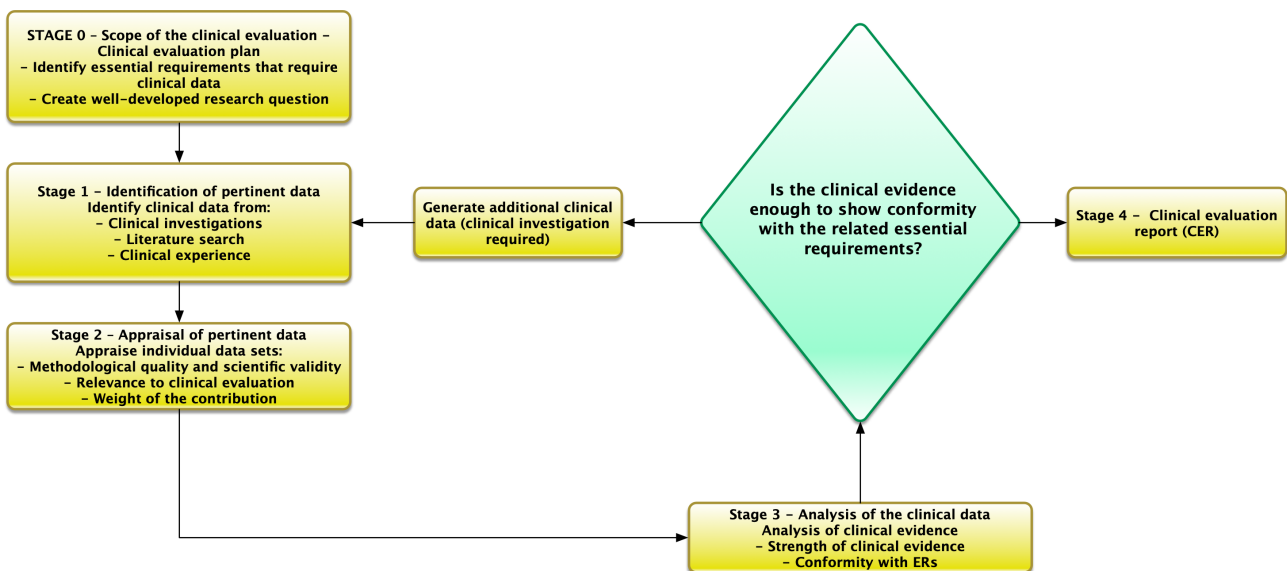 STAGE 0 – Scope of the clinical evaluation –
Clinical evaluation plan
– Identify essential requirements that require
clinical data
– Create well–developed research question
Stage 1 – Identification of pertinent data
Identify clinical data from:
– Clinical investigations
– Literature search
– Clinical experience
Generate additional clinical
data (clinical investigation
required)
Is the clinical evidence
enough to show conformity
with the related essential
requirements?
Stage 4 – Clinical evaluation
report (CER)
Stage 2 – Appraisal of pertinent data
Appraise individual data sets:
– Methodological quality and scientific validity
– Relevance to clinical evaluation
– Weight of the contribution
Stage 3 – Analysis of the clinical data
Analysis of clinical evidence
– Strength of clinical evidence
– Conformity with ERs